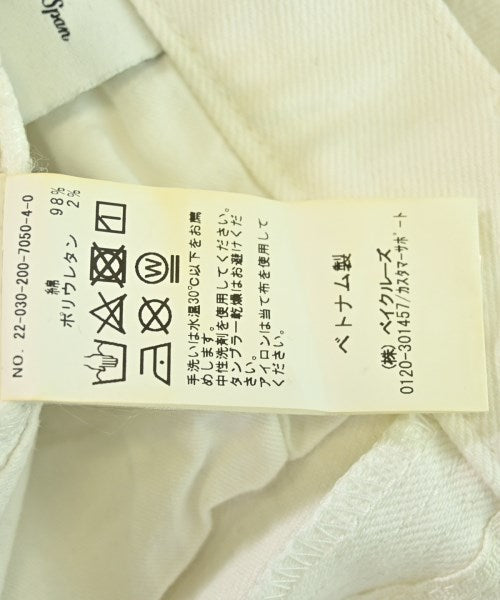 Spun
NO. 22-030-200-7050-4-0
綿 98%
ポリウレタン 2%
W
手洗いは水温30℃以下をお薦
めします。
中性洗剤を使用してください。
タンブラー乾燥はお避けくだ
さい。
アイロンは当て布を使用して
ください。
ベトナム製
(株) ベイクルーズ
0120-301457/カスタマーサポート